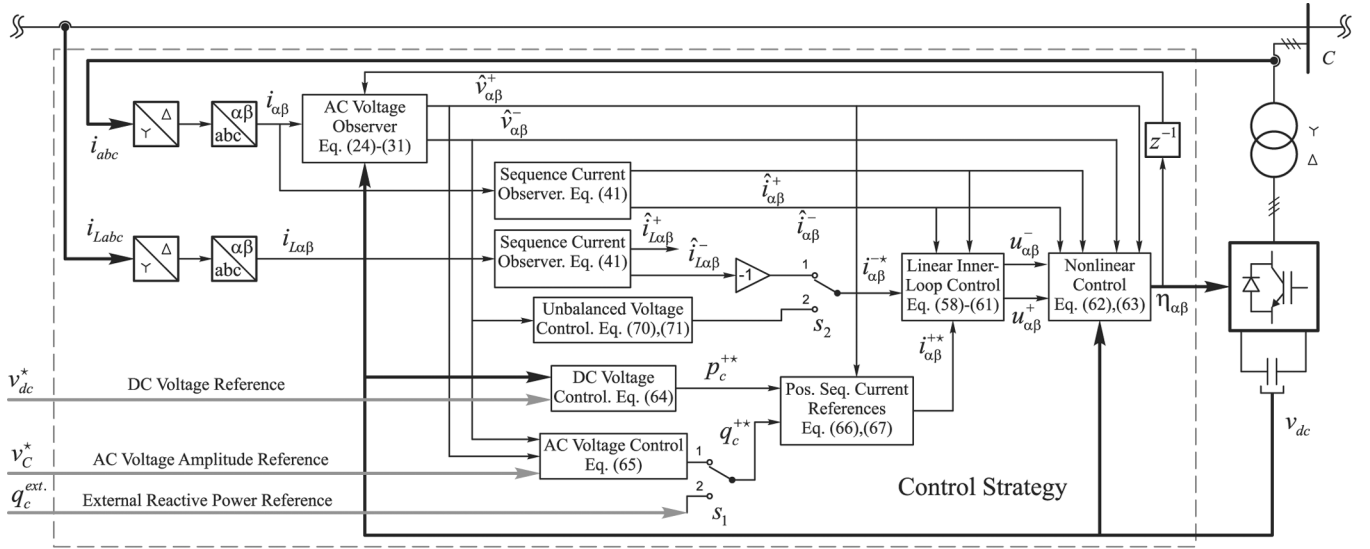 C
v̂⁺αβ
v̂⁻αβ
Δ
Y
αβ
abc
iαβ
iabc
AC Voltage
Observer
Eq. (24)-(31)
z⁻¹
Y
Δ
Sequence Current
Observer. Eq. (41)
î⁺αβ
î⁻αβ
iLabc
Δ
Y
αβ
abc
iLαβ
Sequence Current
Observer. Eq. (41)
î⁺Lαβ
î⁻Lαβ
-1
1
2
s₂
i⁻⋆αβ
Linear Inner-
Loop Control
Eq. (58)-(61)
u⁻αβ
u⁺αβ
Nonlinear
Control
Eq. (62),(63)
ηαβ
Unbalanced Voltage
Control. Eq. (70),(71)
i⁺⋆αβ
v⋆dc
DC Voltage Reference
DC Voltage
Control. Eq. (64)
p⁺⋆c
Pos. Seq. Current
References
Eq. (66),(67)
vdc
q⁺⋆c
v⋆C
AC Voltage Amplitude Reference
AC Voltage Control
Eq. (65)
1
2
s₁
qᵉˣᵗ·c
External Reactive Power Reference
Control Strategy